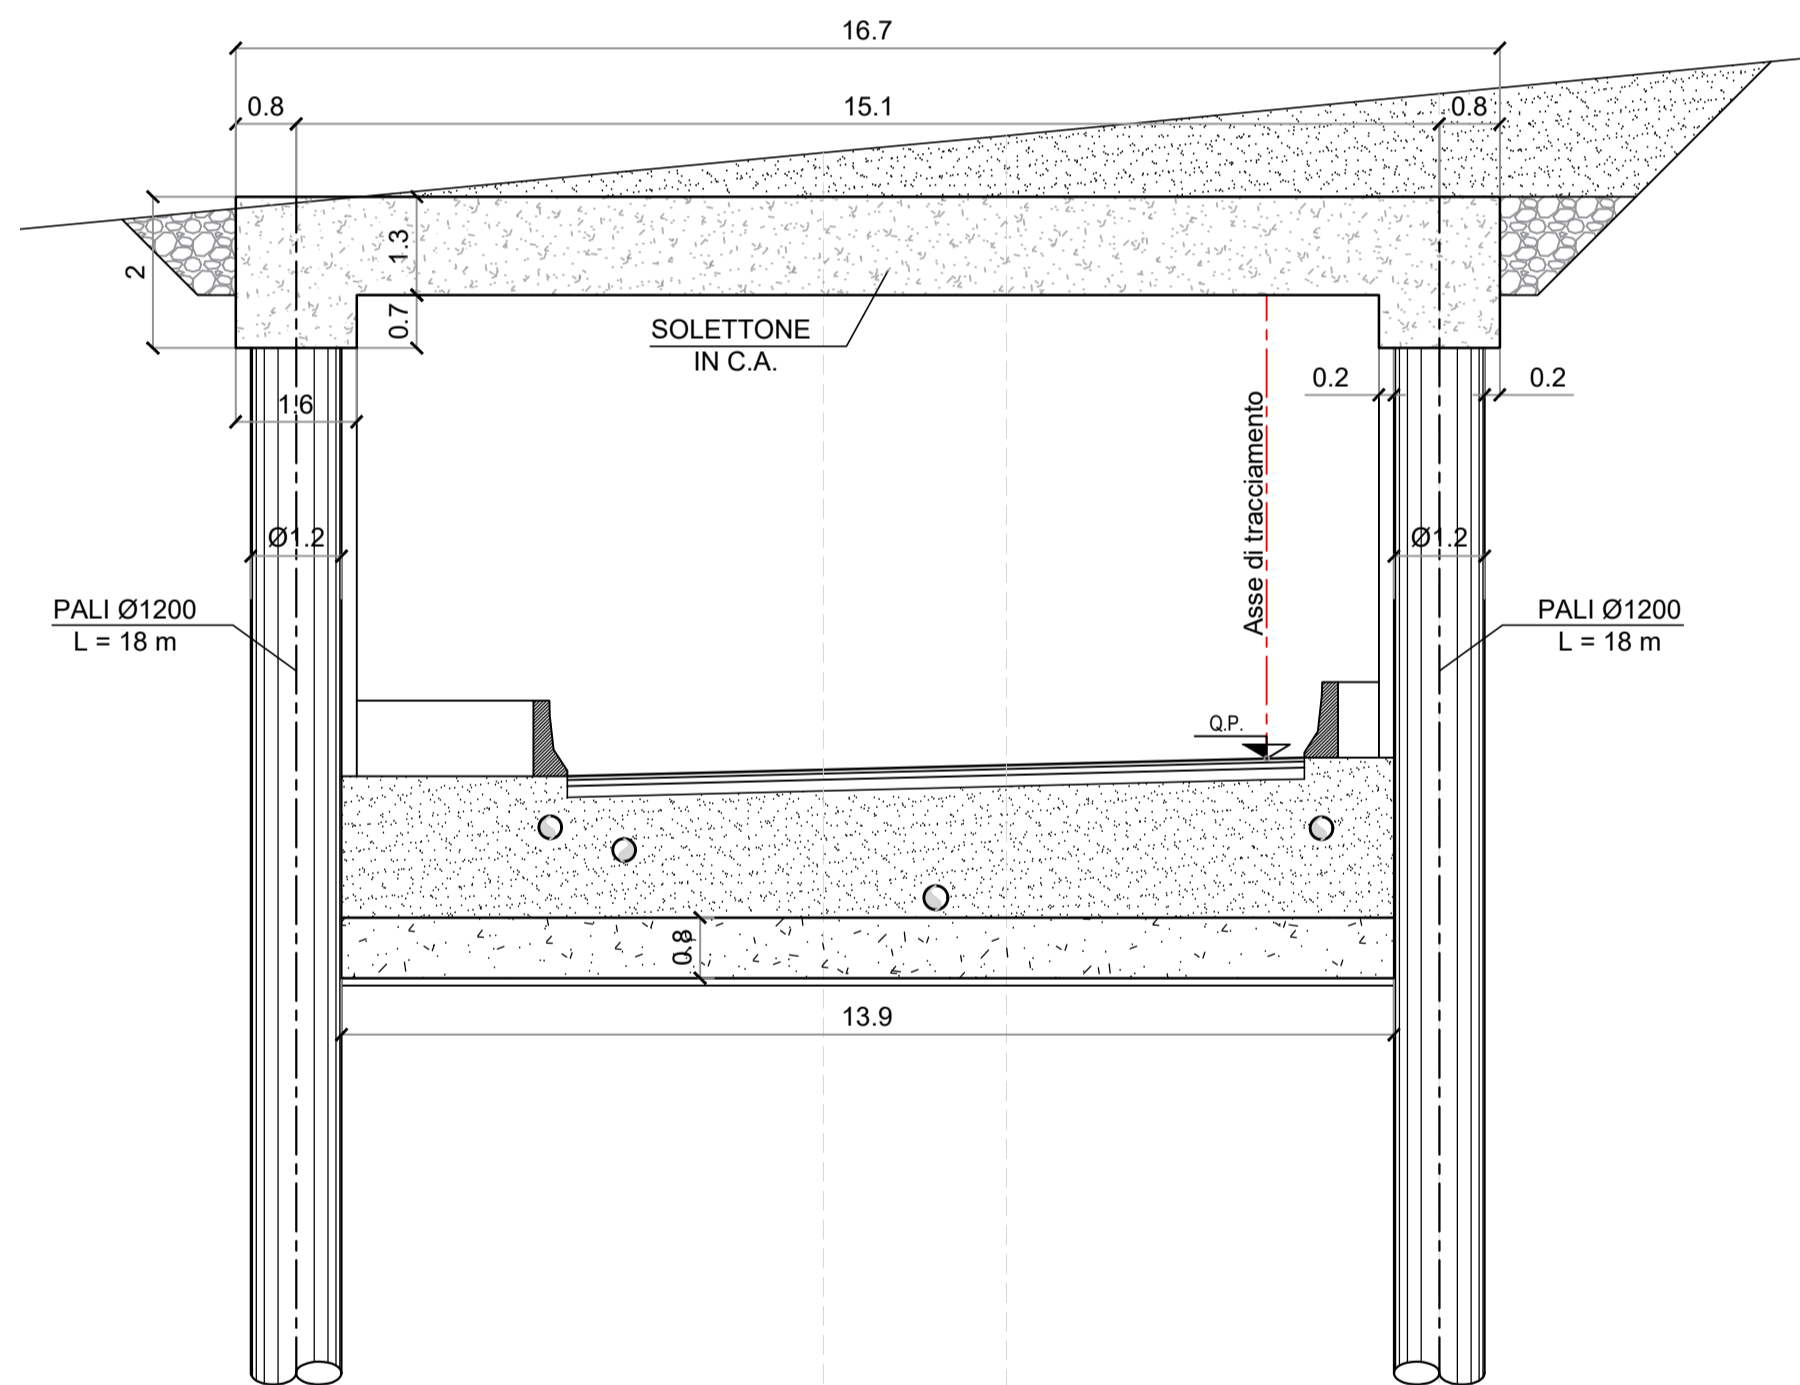 16.7
0.8
15.1
0.8
2
1.3
0.7
SOLETTONE
IN C.A.
0.2
0.2
1.6
Asse di tracciamento
Ø1.2
Ø1.2
PALI Ø1200
L = 18 m
PALI Ø1200
L = 18 m
Q.P.
0.8
13.9